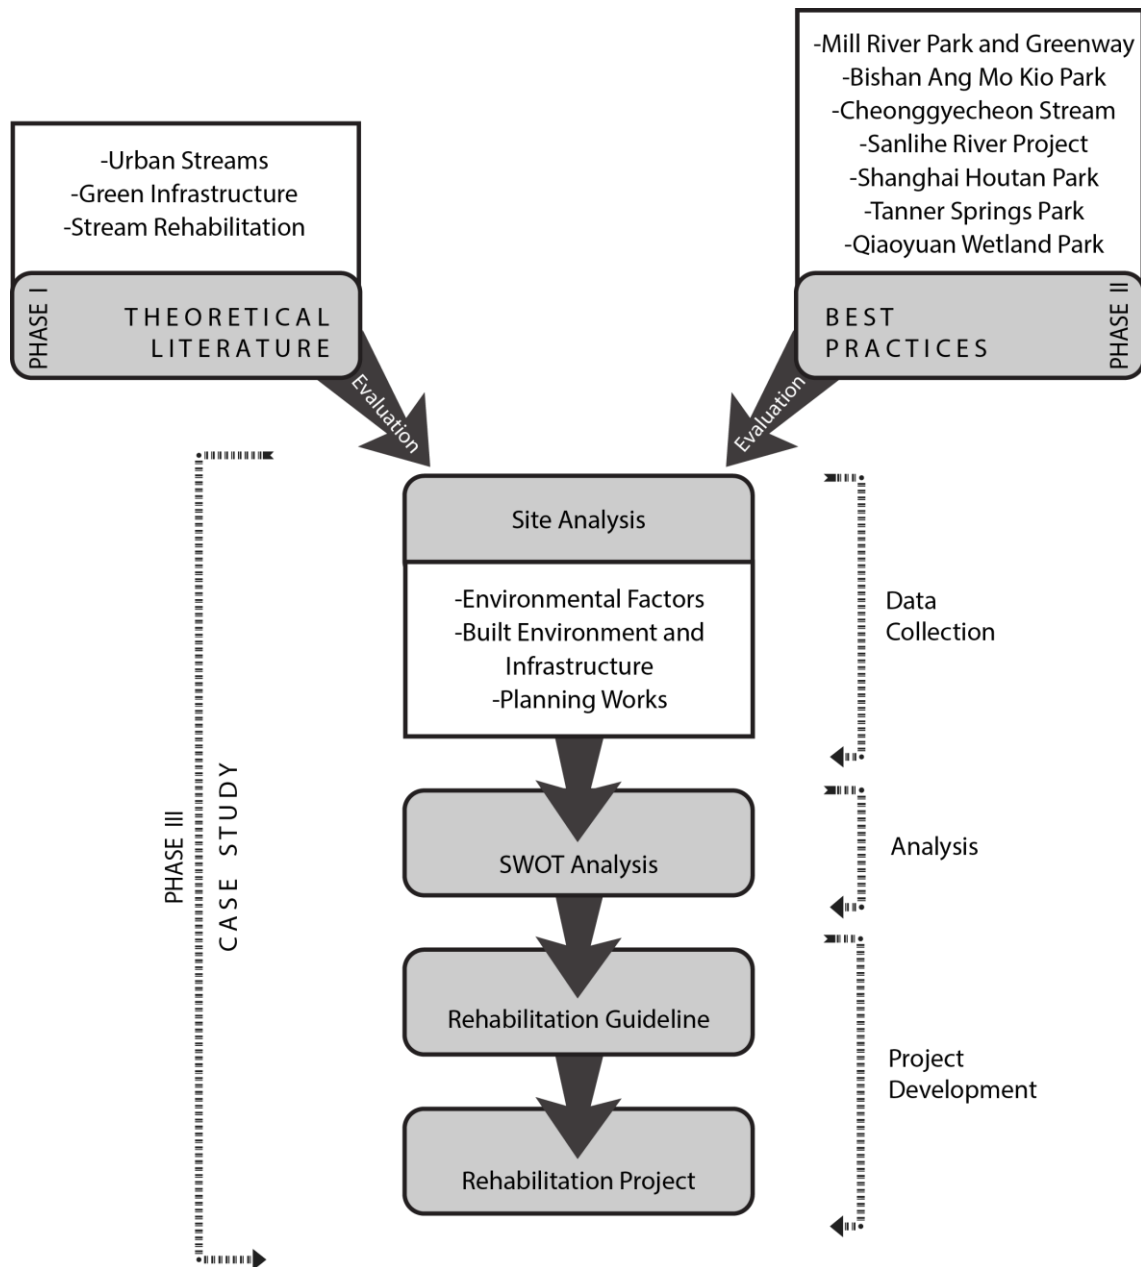 -Urban Streams
-Green Infrastructure
-Stream Rehabilitation
PHASE I
THEORETICAL
LITERATURE
-Mill River Park and Greenway
-Bishan Ang Mo Kio Park
-Cheonggyecheon Stream
-Sanlihe River Project
-Shanghai Houtan Park
-Tanner Springs Park
-Qiaoyuan Wetland Park
BEST
PRACTICES
PHASE II
Evaluation
Evaluation
PHASE III
CASE STUDY
Site Analysis
-Environmental Factors
-Built Environment and
Infrastructure
-Planning Works
Data
Collection
SWOT Analysis
Analysis
Rehabilitation Guideline
Project
Development
Rehabilitation Project